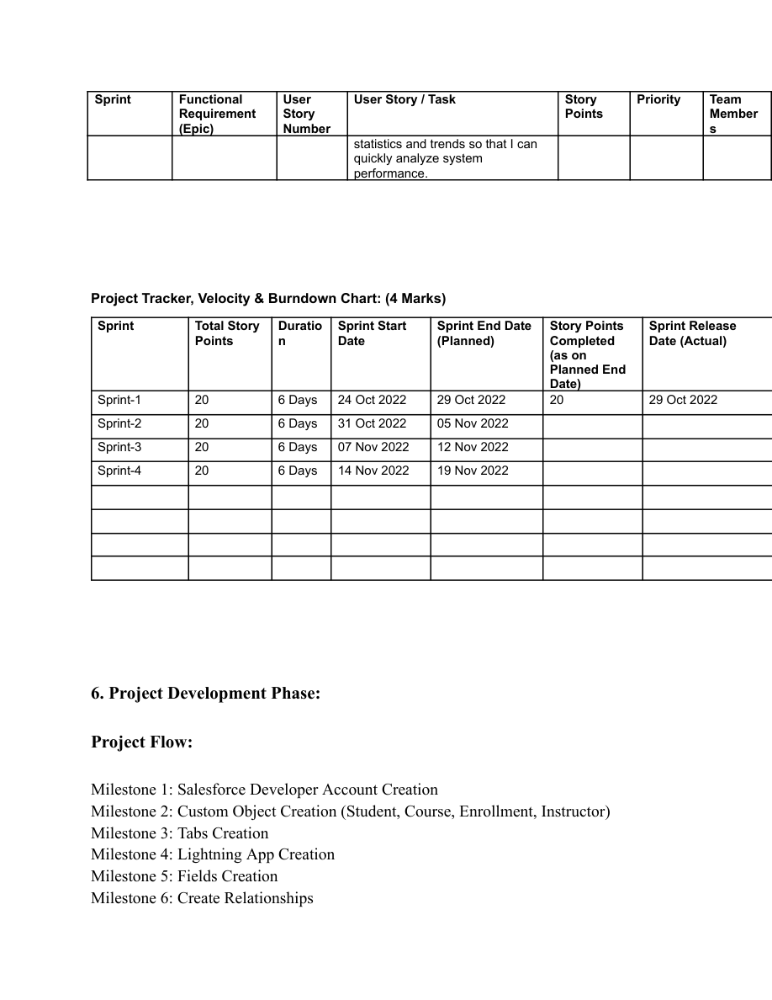 Sprint Functional Requirement (Epic) User Story Number User Story / Task Story Points Priority Team Members
statistics and trends so that I can
quickly analyze system
performance.
Project Tracker, Velocity & Burndown Chart: (4 Marks)
Sprint Total Story Points Duration Sprint Start Date Sprint End Date (Planned) Story Points Completed (as on Planned End Date) Sprint Release Date (Actual)
Sprint-1 20 6 Days 24 Oct 2022 29 Oct 2022 20 29 Oct 2022
Sprint-2 20 6 Days 31 Oct 2022 05 Nov 2022
Sprint-3 20 6 Days 07 Nov 2022 12 Nov 2022
Sprint-4 20 6 Days 14 Nov 2022 19 Nov 2022
6. Project Development Phase:
Project Flow:
Milestone 1: Salesforce Developer Account Creation
Milestone 2: Custom Object Creation (Student, Course, Enrollment, Instructor)
Milestone 3: Tabs Creation
Milestone 4: Lightning App Creation
Milestone 5: Fields Creation
Milestone 6: Create Relationships